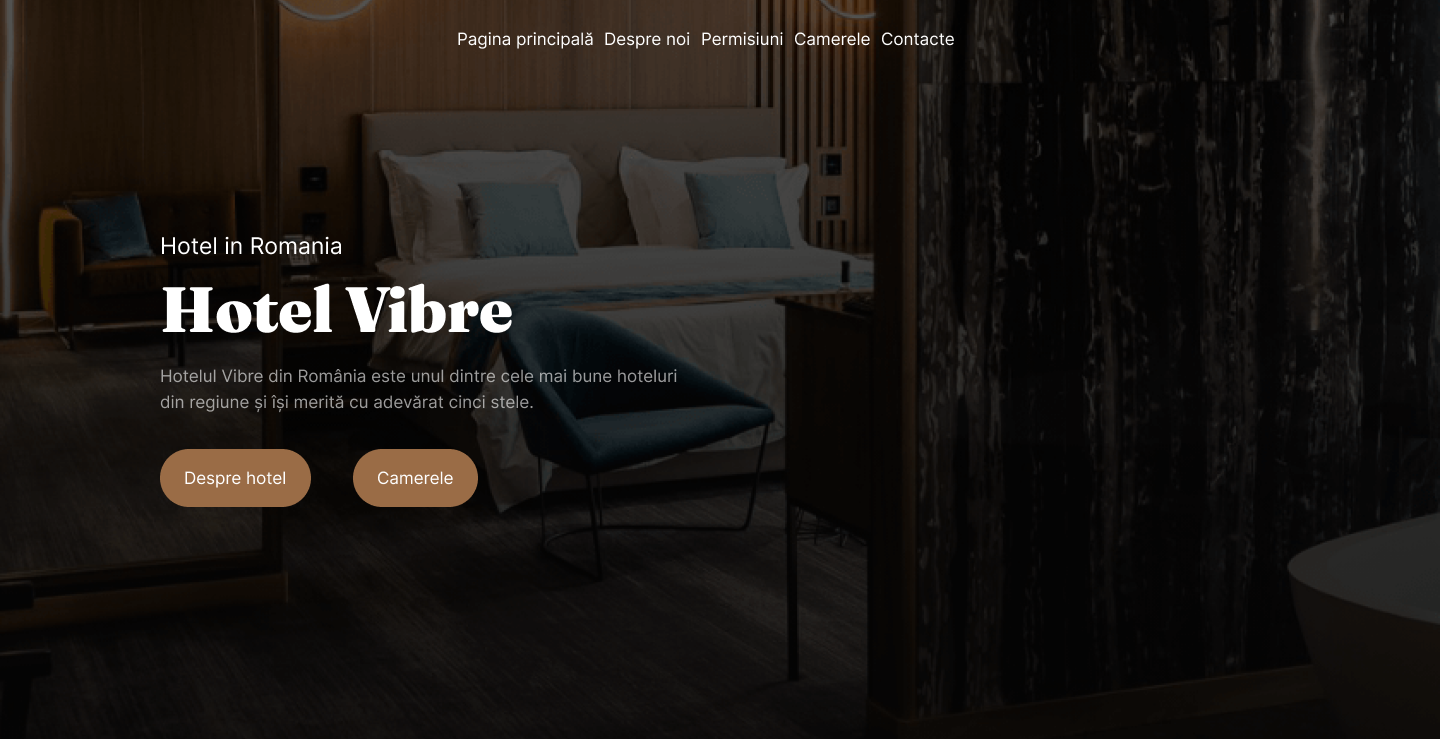 Pagina principală Despre noi Permisiuni Camerele Contacte
Hotel in Romania
Hotel Vibre
Hotelul Vibre din România este unul dintre cele mai bune hoteluri
din regiune și își merită cu adevărat cinci stele.
Despre hotel Camerele